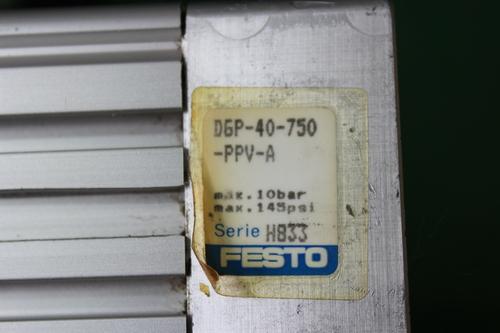 DGP-40-750
-PPV-A
max.10bar
max.145psi
Serie H833
FESTO